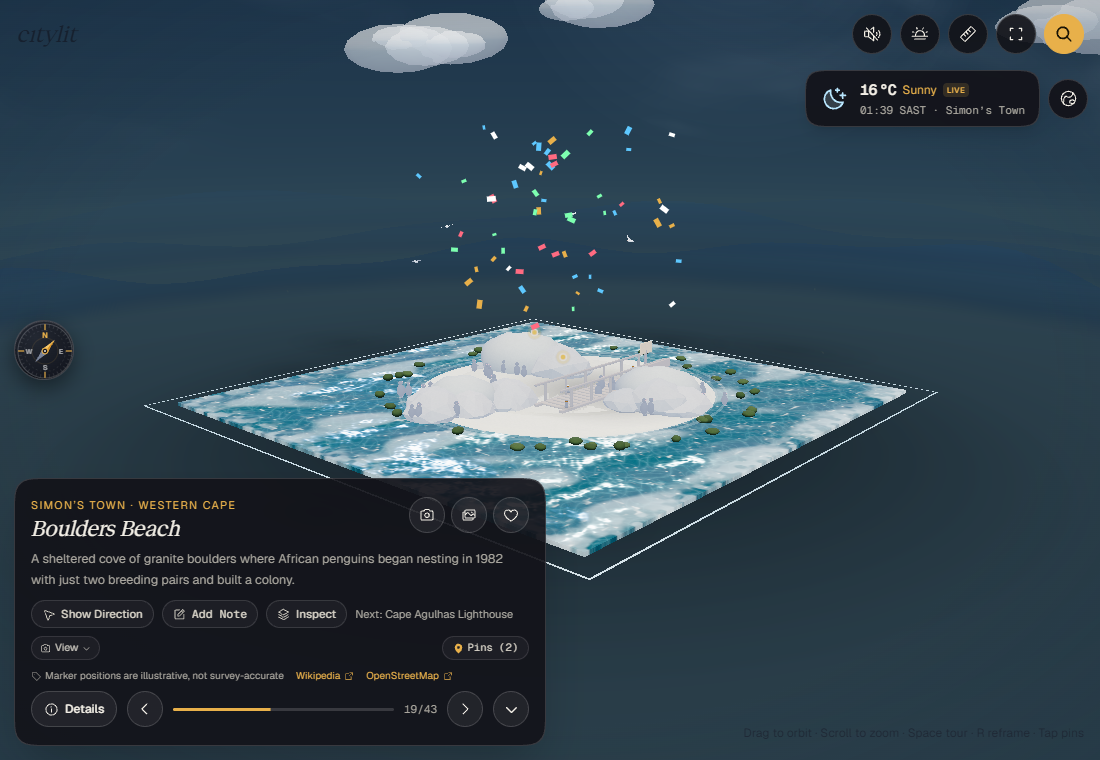 citylit
16°C Sunny LIVE
01:39 SAST · Simon's Town
N
W E
S
SIMON'S TOWN · WESTERN CAPE
Boulders Beach
A sheltered cove of granite boulders where African penguins began nesting in 1982
with just two breeding pairs and built a colony.
Show Direction Add Note Inspect Next: Cape Agulhas Lighthouse
View Pins (2)
Marker positions are illustrative, not survey-accurate Wikipedia OpenStreetMap
Details 19/43
Drag to orbit · Scroll to zoom · Space tour · R reframe · Tap pins